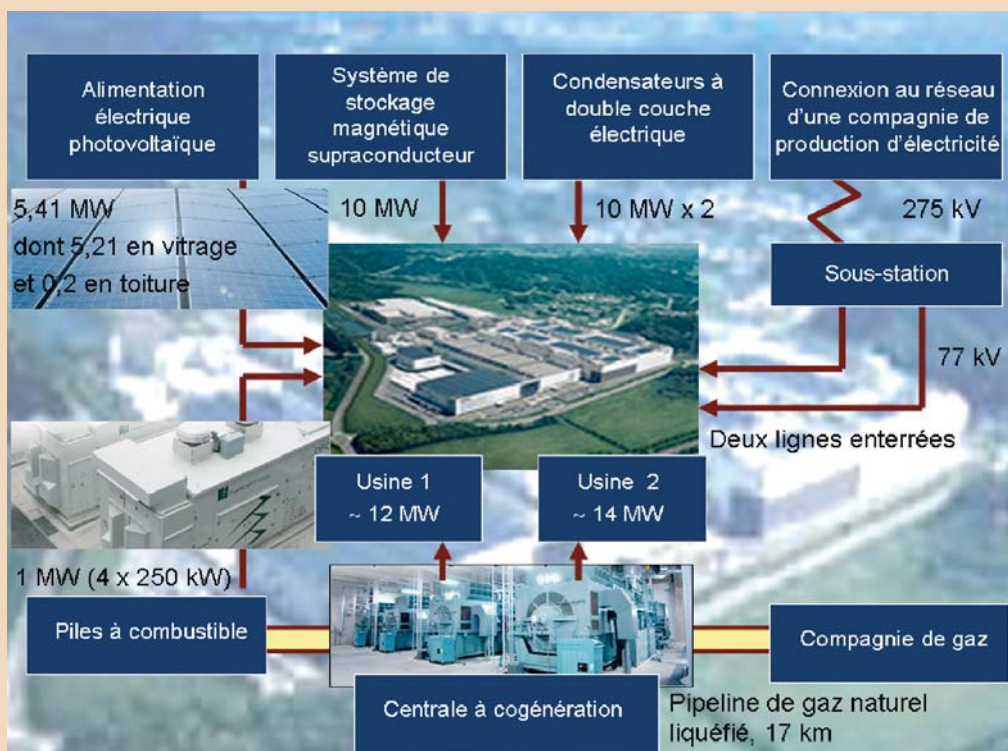 Alimentation
électrique
photovoltaïque
Système de
stockage
magnétique
supraconducteur
Condensateurs à
double couche
électrique
Connexion au réseau
d'une compagnie de
production d'électricité
5,41 MW
dont 5,21 en vitrage
et 0,2 en toiture
10 MW
10 MW x 2
275 kV
Sous-station
77 kV
Deux lignes enterrées
Usine 1
~ 12 MW
Usine 2
~ 14 MW
1 MW (4 x 250 kW)
Piles à combustible
Compagnie de gaz
Centrale à cogénération
Pipeline de gaz naturel
liquéfié, 17 km